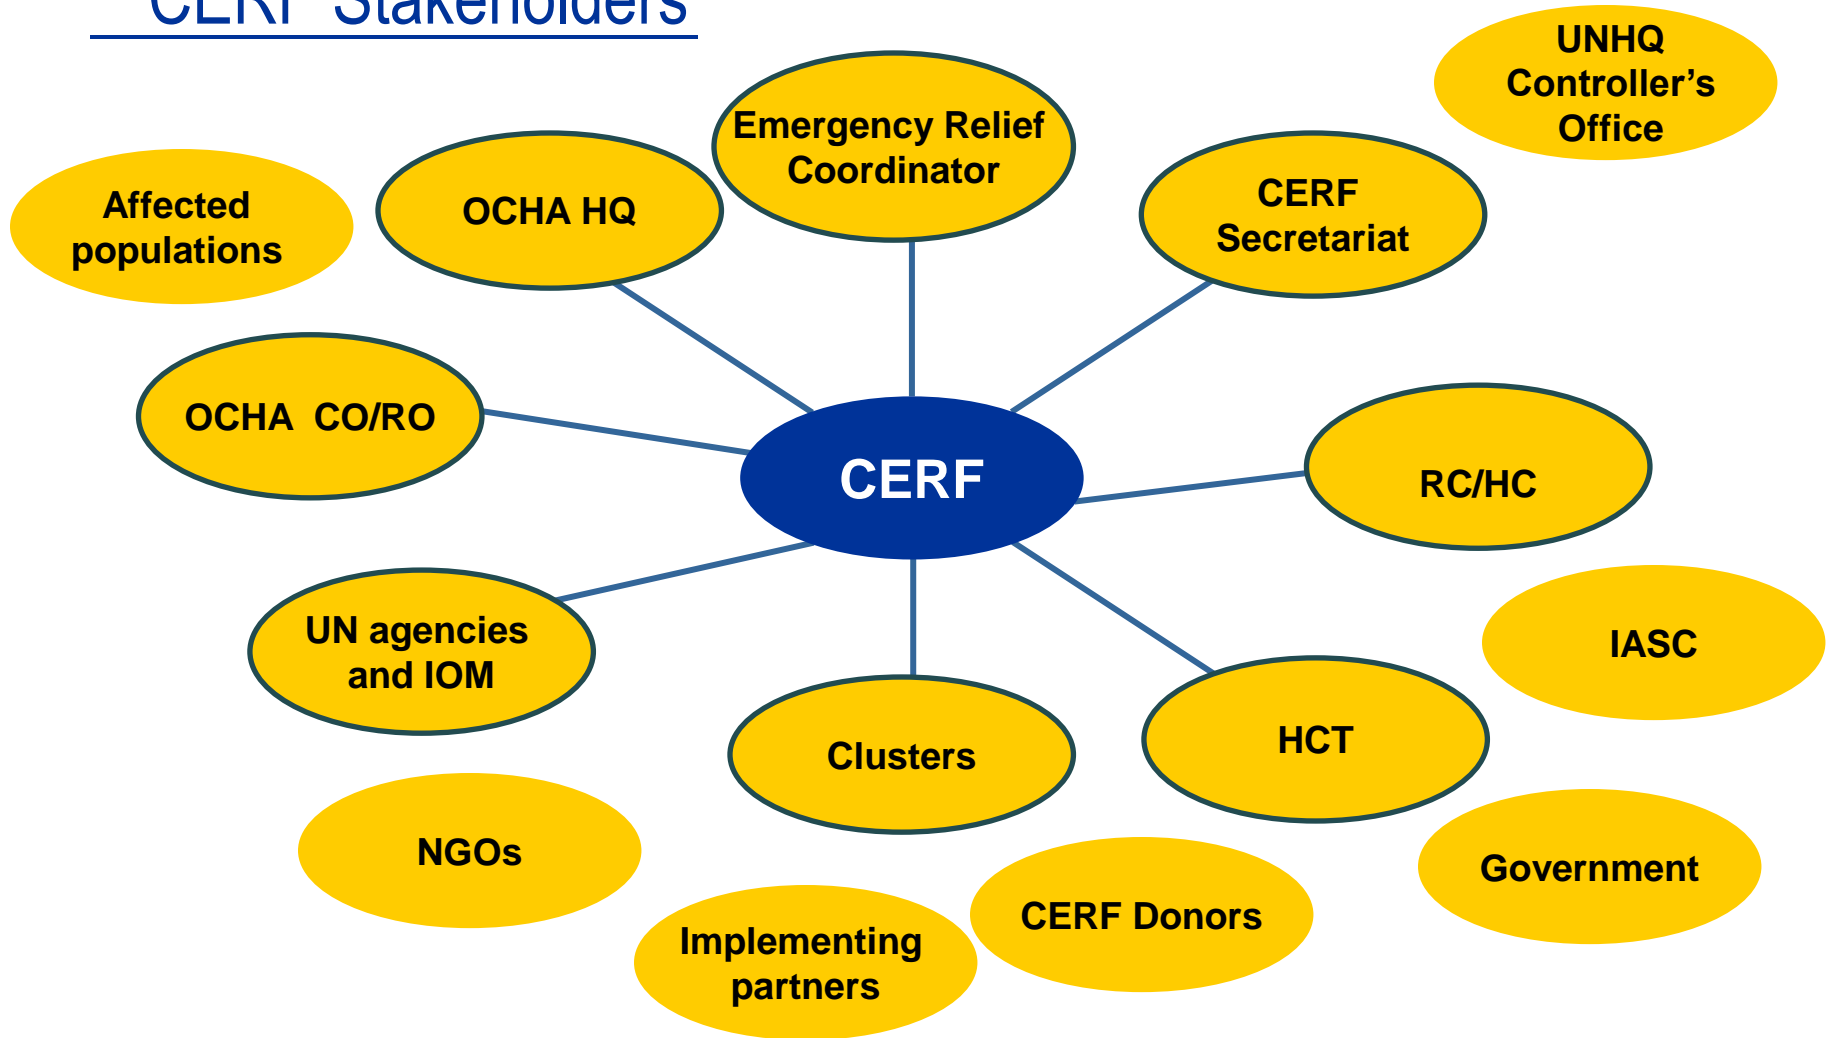 CERF Stakeholders
UNHQ
Controller's
Office
Emergency Relief
Coordinator
CERF
Secretariat
OCHA HQ
Affected
populations
OCHA  CO/RO
CERF
RC/HC
UN agencies
and IOM
IASC
Clusters
HCT
NGOs
Government
CERF Donors
Implementing
partners